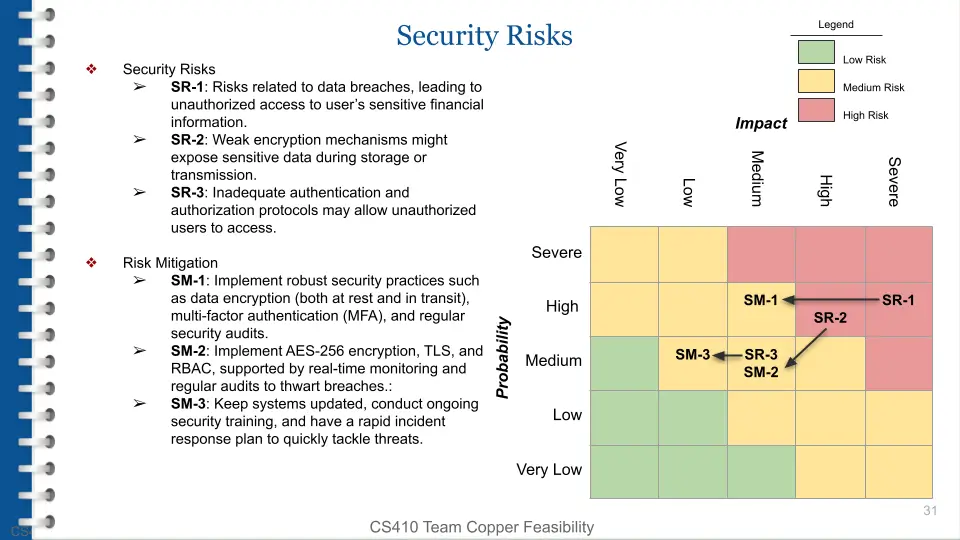 Security Risks
Legend
Low Risk
Medium Risk
High Risk
❖ Security Risks
➢ SR-1: Risks related to data breaches, leading to
unauthorized access to user’s sensitive financial
information.
➢ SR-2: Weak encryption mechanisms might
expose sensitive data during storage or
transmission.
➢ SR-3: Inadequate authentication and
authorization protocols may allow unauthorized
users to access.
❖ Risk Mitigation
➢ SM-1: Implement robust security practices such
as data encryption (both at rest and in transit),
multi-factor authentication (MFA), and regular
security audits.
➢ SM-2: Implement AES-256 encryption, TLS, and
RBAC, supported by real-time monitoring and
regular audits to thwart breaches.:
➢ SM-3: Keep systems updated, conduct ongoing
security training, and have a rapid incident
response plan to quickly tackle threats.
Impact
Very Low
Low
Medium
High
Severe
Probability
Severe
High
SM-1
SR-1
SR-2
Medium
SM-3
SR-3
SM-2
Low
Very Low
31
CS410 Team Copper Feasibility